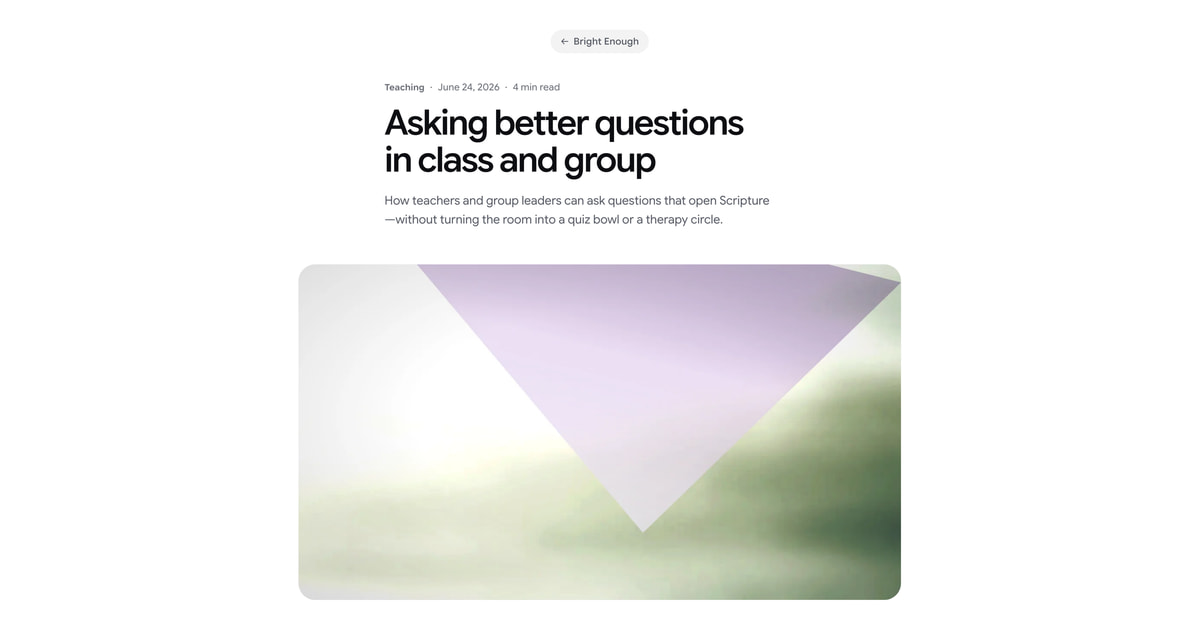 ← Bright Enough
Teaching · June 24, 2026 · 4 min read
Asking better questions
in class and group
How teachers and group leaders can ask questions that open Scripture
—without turning the room into a quiz bowl or a therapy circle.